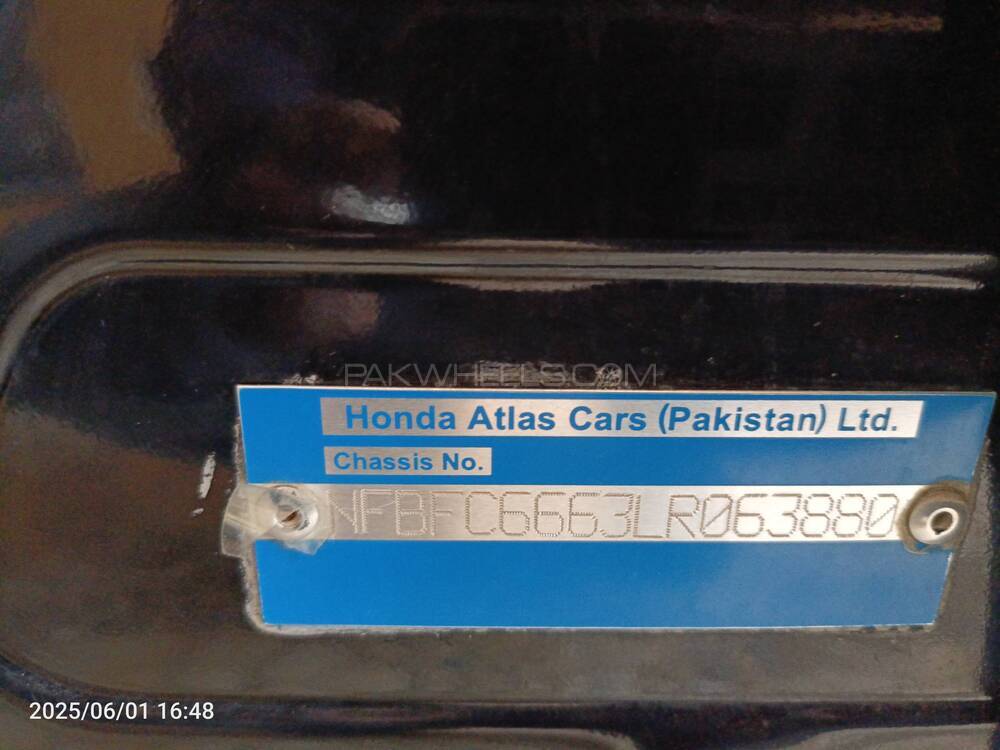 PAKWHEELS.COM
Honda Atlas Cars (Pakistan) Ltd.
Chassis No.
NFBFC6663LR063880
2025/06/01 16:48